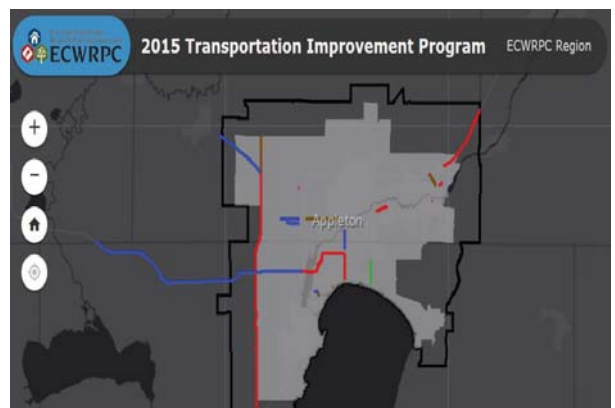 ECWRPC
2015 Transportation Improvement Program
ECWRPC Region
Appleton